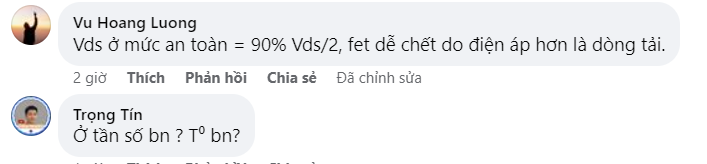 Vu Hoang Luong
Vds ở mức an toàn = 90% Vds/2, fet dễ chết do điện áp hơn là dòng tải.
2 giờ Thích Phản hồi Chia sẻ Đã chỉnh sửa
Trọng Tín
Ở tần số bn ? T⁰ bn?